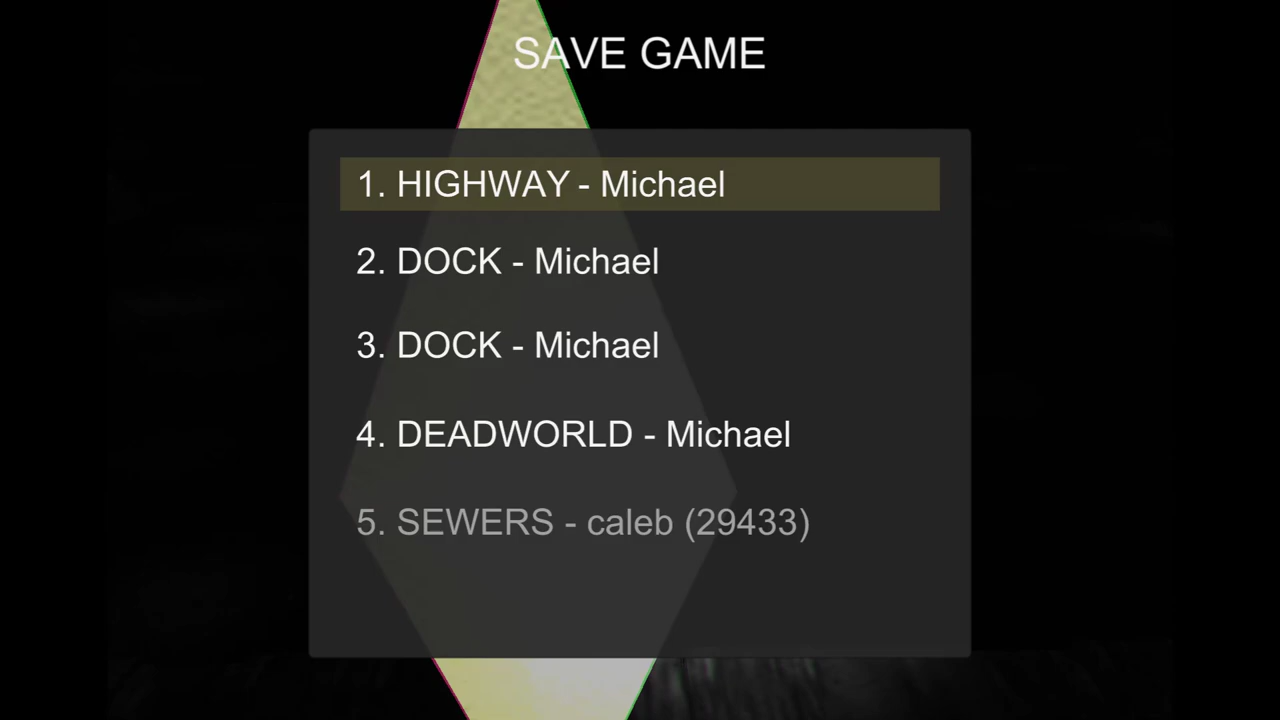 SAVE GAME
1. HIGHWAY - Michael
2. DOCK - Michael
3. DOCK - Michael
4. DEADWORLD - Michael
5. SEWERS - caleb (29433)